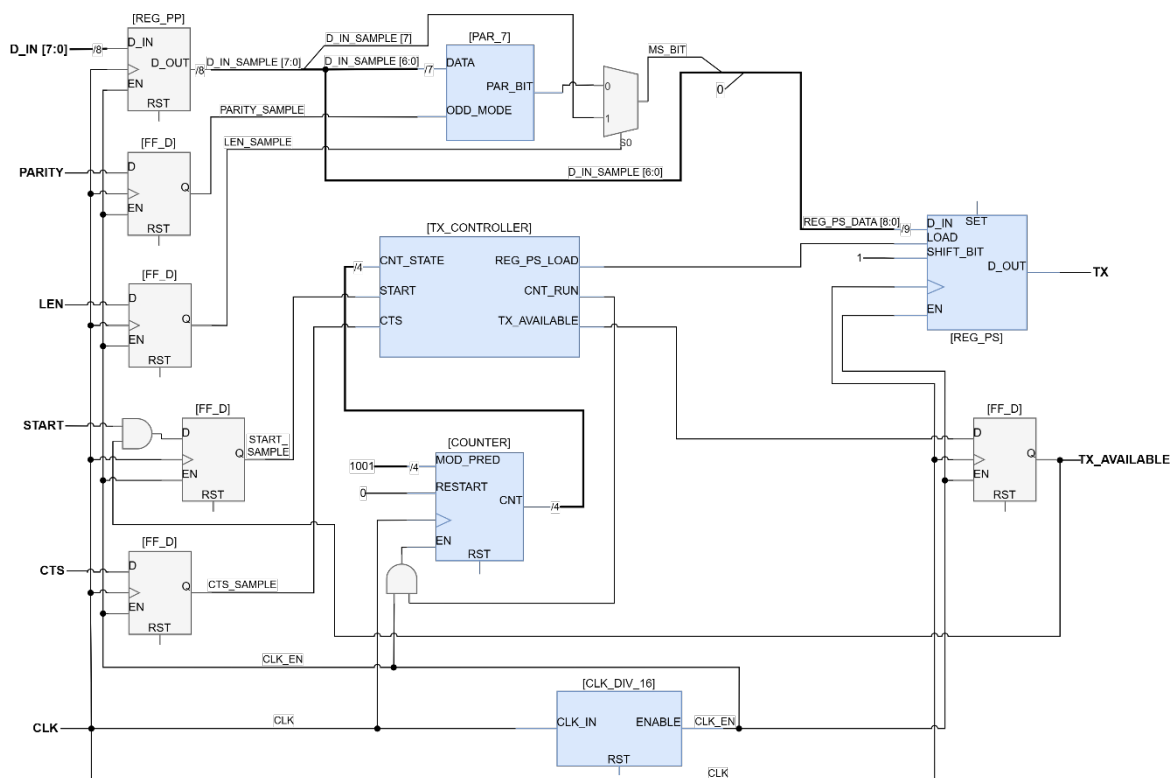 [REG_PP]
D_IN [7:0]
/8
D_IN
D_OUT
EN
RST
/8
D_IN_SAMPLE [7:0]
D_IN_SAMPLE [7]
D_IN_SAMPLE [6:0]
/7
[PAR_7]
DATA
PAR_BIT
ODD_MODE
0
1
S0
MS_BIT
0
PARITY_SAMPLE
LEN_SAMPLE
D_IN_SAMPLE [6:0]
[FF_D]
PARITY
D
Q
EN
RST
[TX_CONTROLLER]
/4
CNT_STATE
START
CTS
REG_PS_LOAD
CNT_RUN
TX_AVAILABLE
REG_PS_DATA [8:0]
/9
SET
D_IN
LOAD
1
SHIFT_BIT
D_OUT
EN
[REG_PS]
TX
[FF_D]
LEN
D
Q
EN
RST
[FF_D]
START
D
Q
EN
RST
START_
SAMPLE
[COUNTER]
1001
/4
MOD_PRED
0
RESTART
CNT
/4
EN
RST
[FF_D]
D
Q
EN
RST
TX_AVAILABLE
[FF_D]
CTS
D
Q
EN
RST
CTS_SAMPLE
CLK_EN
[CLK_DIV_16]
CLK
CLK
CLK_IN
ENABLE
CLK_EN
RST
CLK